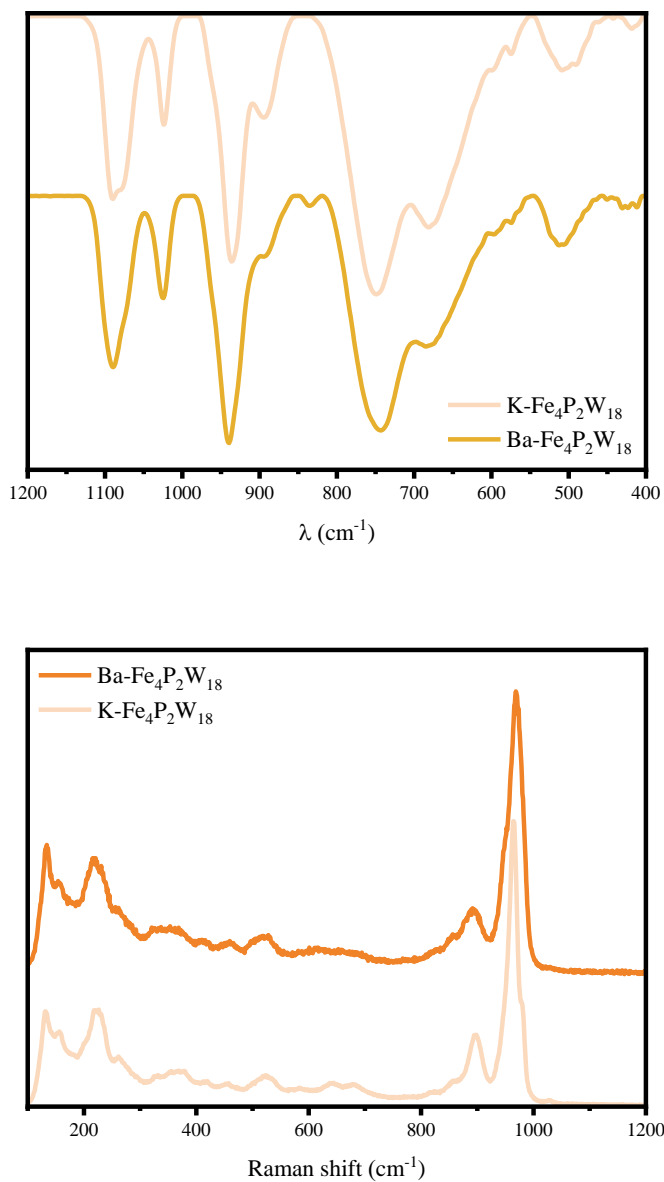 K-Fe₄P₂W₁₈
Ba-Fe₄P₂W₁₈
1200 1100 1000 900 800 700 600 500 400
λ (cm⁻¹)
Ba-Fe₄P₂W₁₈
K-Fe₄P₂W₁₈
200 400 600 800 1000 1200
Raman shift (cm⁻¹)